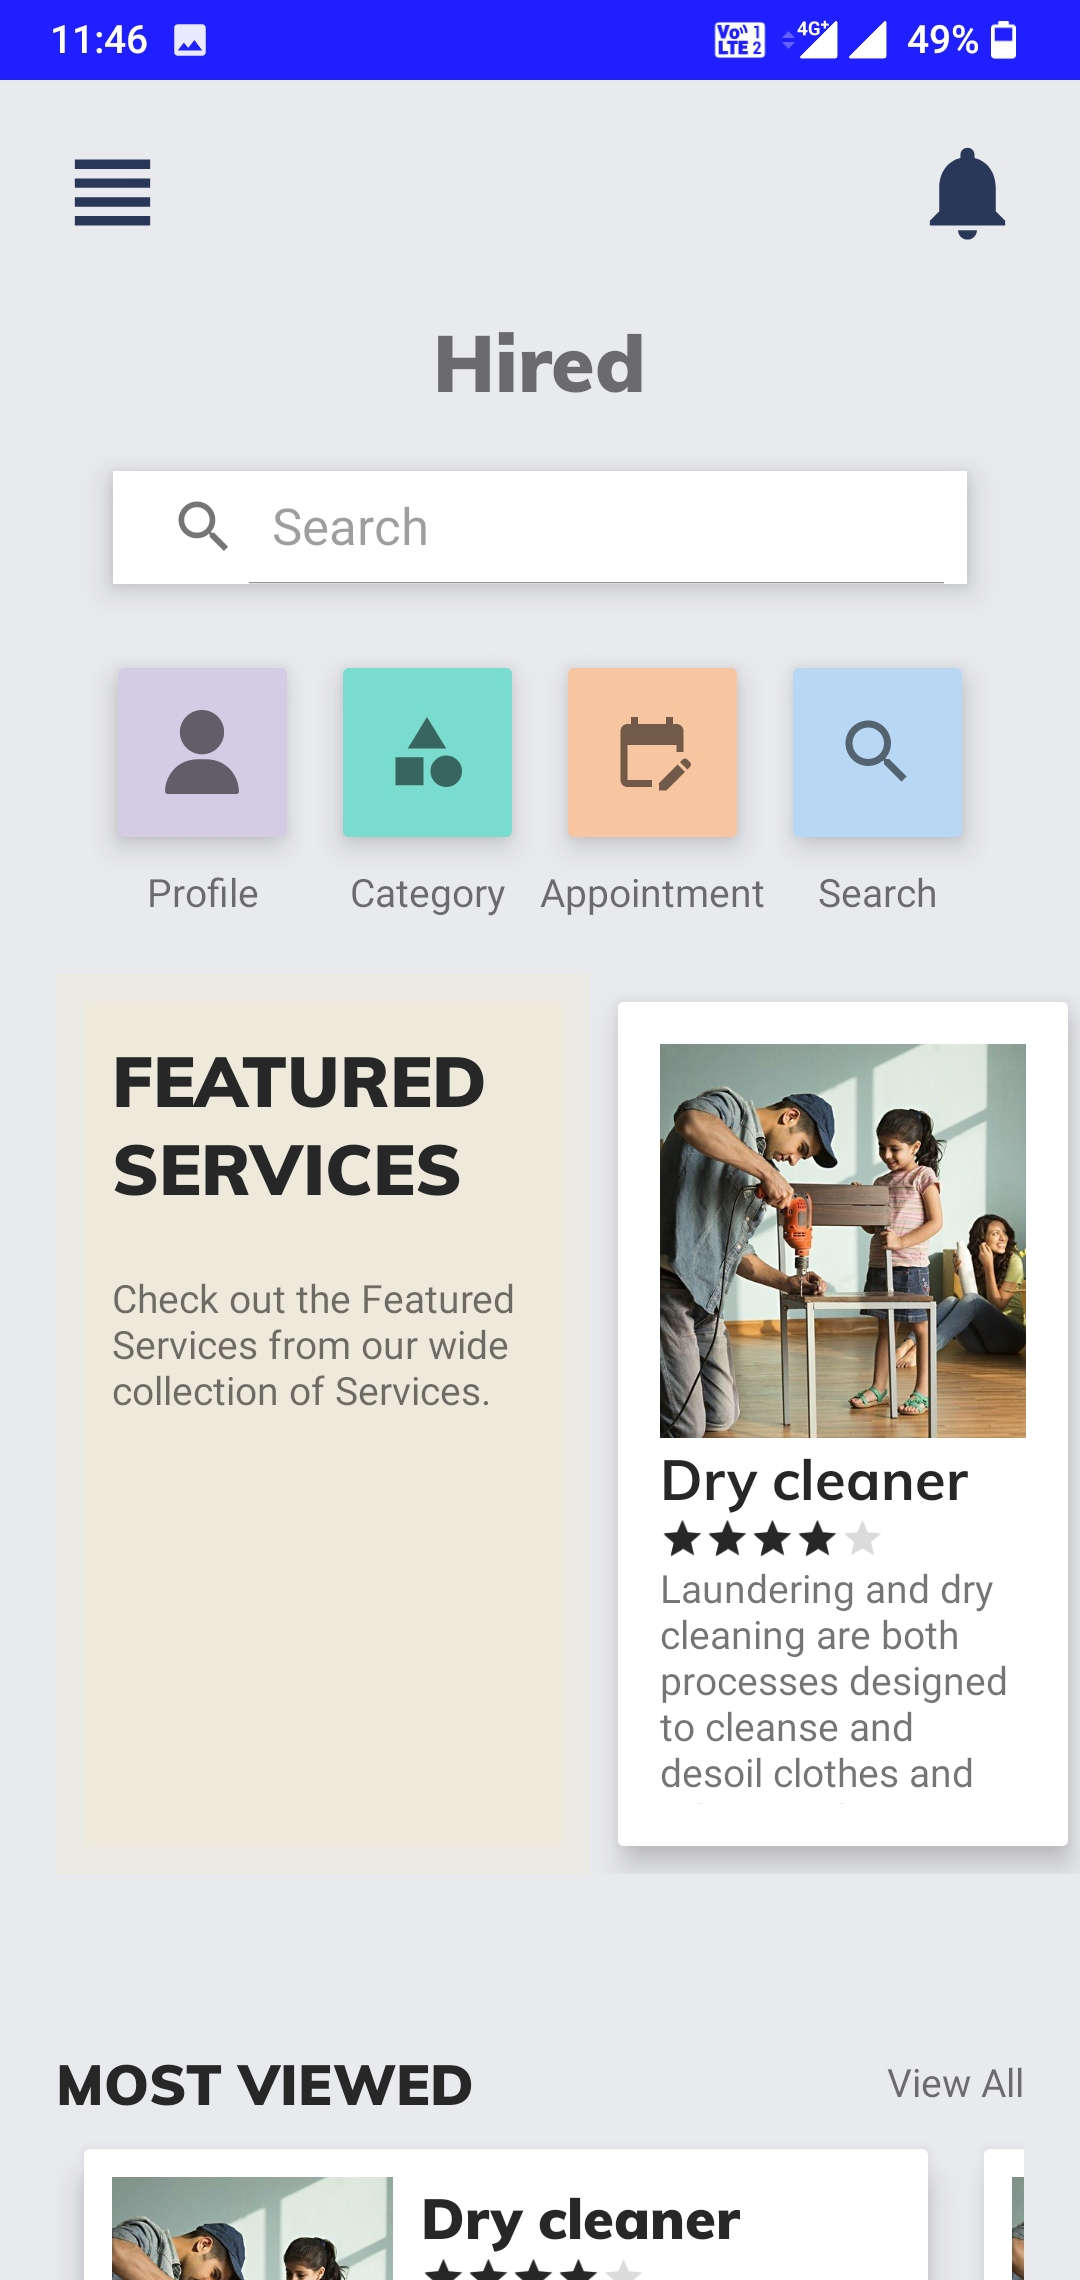 11:46
Vo 1
LTE 2
4G+
49%
Hired
Search
Profile
Category
Appointment
Search
FEATURED
SERVICES
Check out the Featured
Services from our wide
collection of Services.
Dry cleaner
Laundering and dry
cleaning are both
processes designed
to cleanse and
desoil clothes and
MOST VIEWED
View All
Dry cleaner